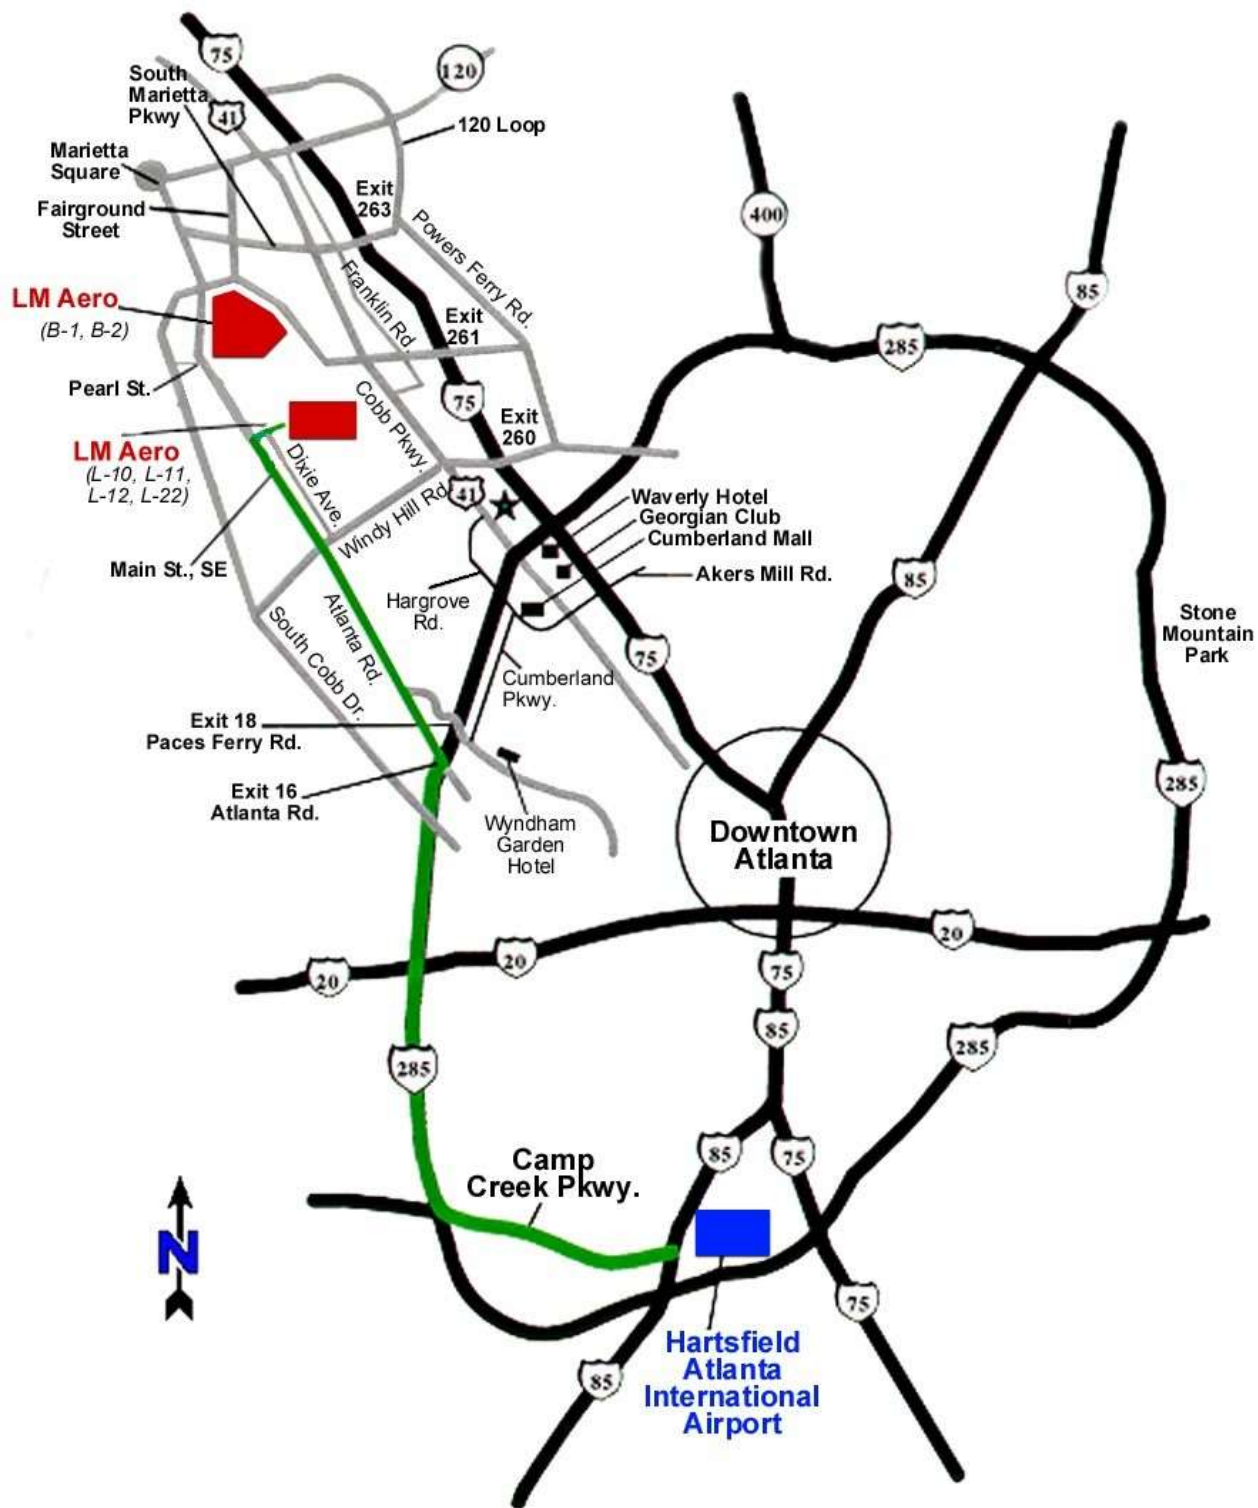 75
South
Marietta
Pkwy
120
41
120 Loop
Marietta
Square
Exit
263
Fairground
Street
400
Powers Ferry Rd.
LM Aero
(B-1, B-2)
Franklin Rd.
85
Exit
261
285
Pearl St.
75
Cobb Pkwy.
Exit
260
LM Aero
(L-10, L-11,
L-12, L-22)
Dixie Ave.
41
Windy Hill Rd.
Waverly Hotel
Georgian Club
Cumberland Mall
Main St., SE
Akers Mill Rd.
85
Hargrove
Rd.
Atlanta Rd.
South Cobb Dr.
Stone
Mountain
Park
75
Cumberland
Pkwy.
Exit 18
Paces Ferry Rd.
Exit 16
Atlanta Rd.
285
Wyndham
Garden
Hotel
Downtown
Atlanta
20
20
20
75
85
285
285
85
75
Camp
Creek Pkwy.
N
75
Hartsfield
Atlanta
International
Airport
85